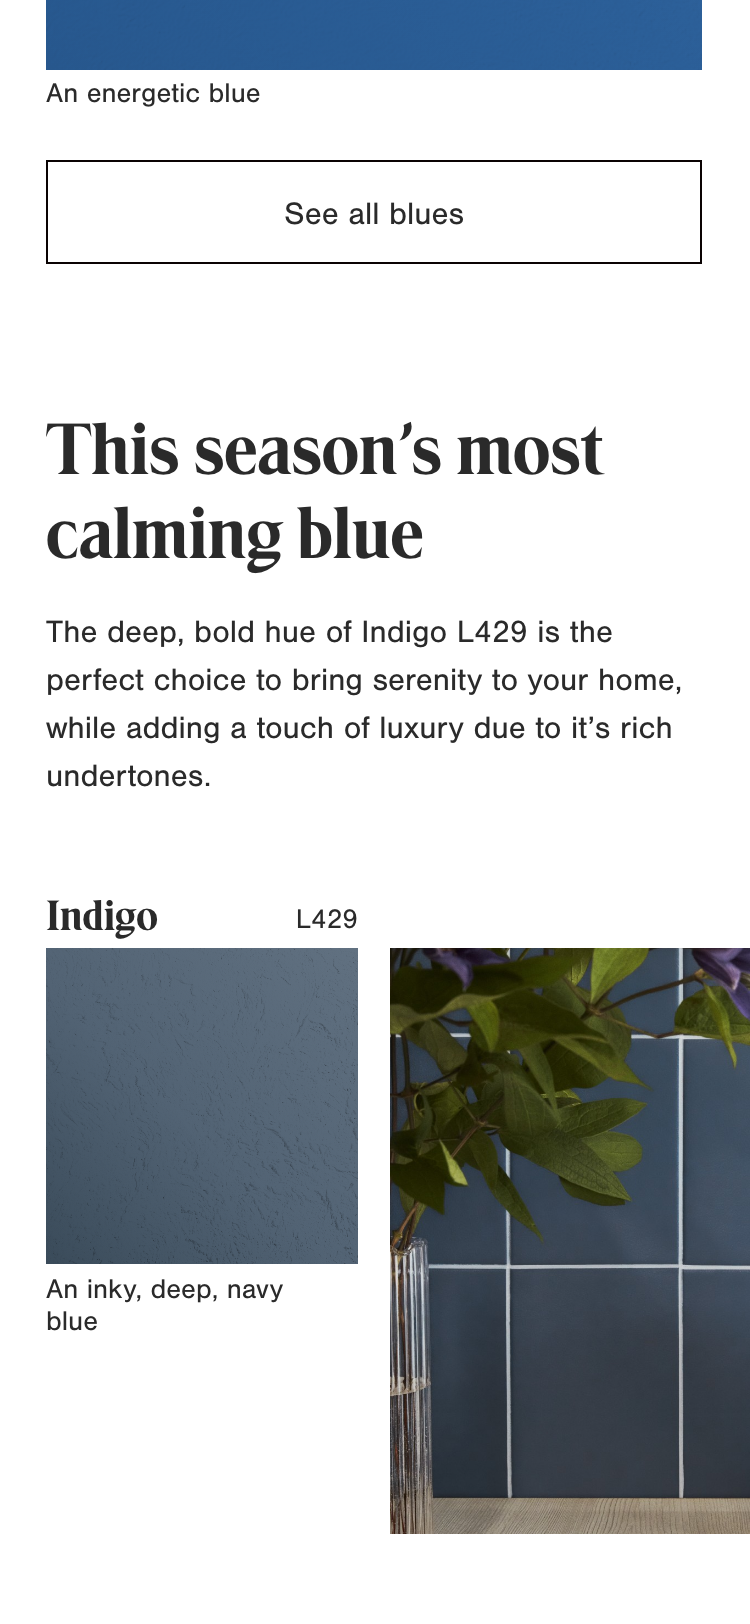 An energetic blue
See all blues
This season’s most
calming blue
The deep, bold hue of Indigo L429 is the
perfect choice to bring serenity to your home,
while adding a touch of luxury due to it’s rich
undertones.
Indigo L429
An inky, deep, navy
blue